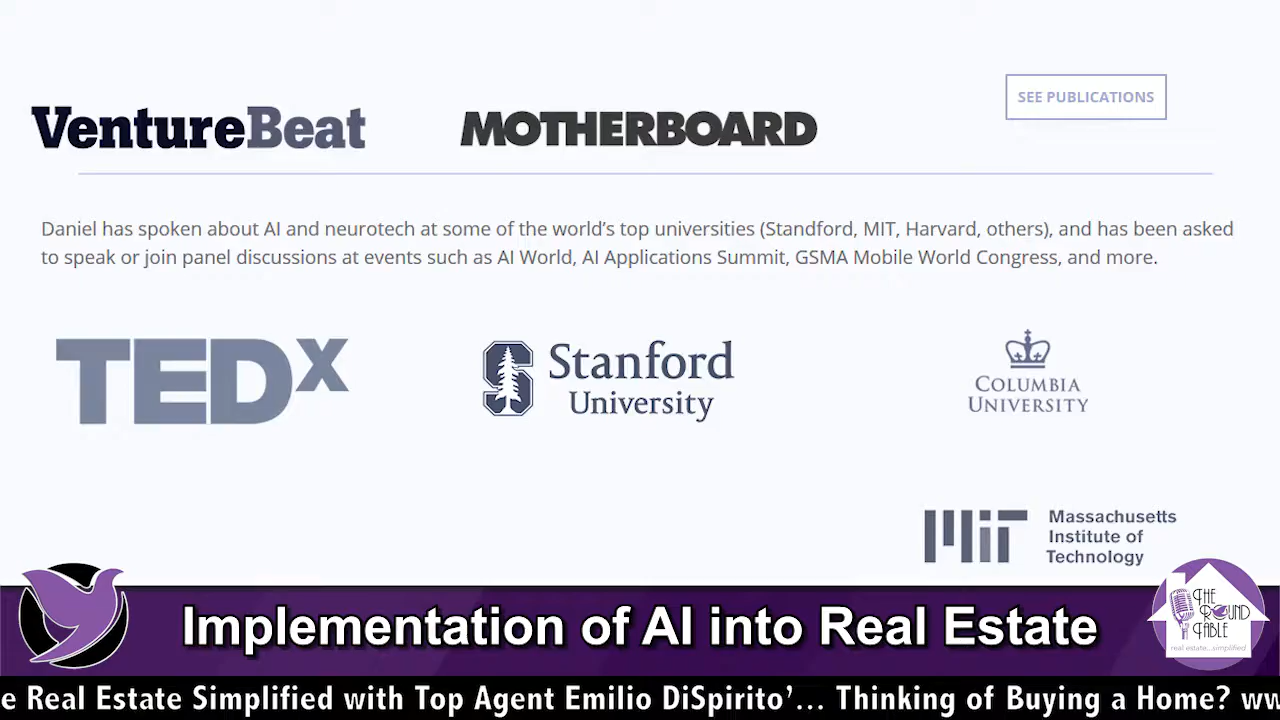 SEE PUBLICATIONS
VentureBeat
MOTHERBOARD
Daniel has spoken about AI and neurotech at some of the world’s top universities (Standford, MIT, Harvard, others), and has been asked
to speak or join panel discussions at events such as AI World, AI Applications Summit, GSMA Mobile World Congress, and more.
TEDx
Stanford
University
COLUMBIA
UNIVERSITY
MIT
Massachusetts
Institute of
Technology
Implementation of AI into Real Estate
THE
ROUND
TABLE
real estate...simplified
e Real Estate Simplified with Top Agent Emilio DiSpirito’... Thinking of Buying a Home? ww